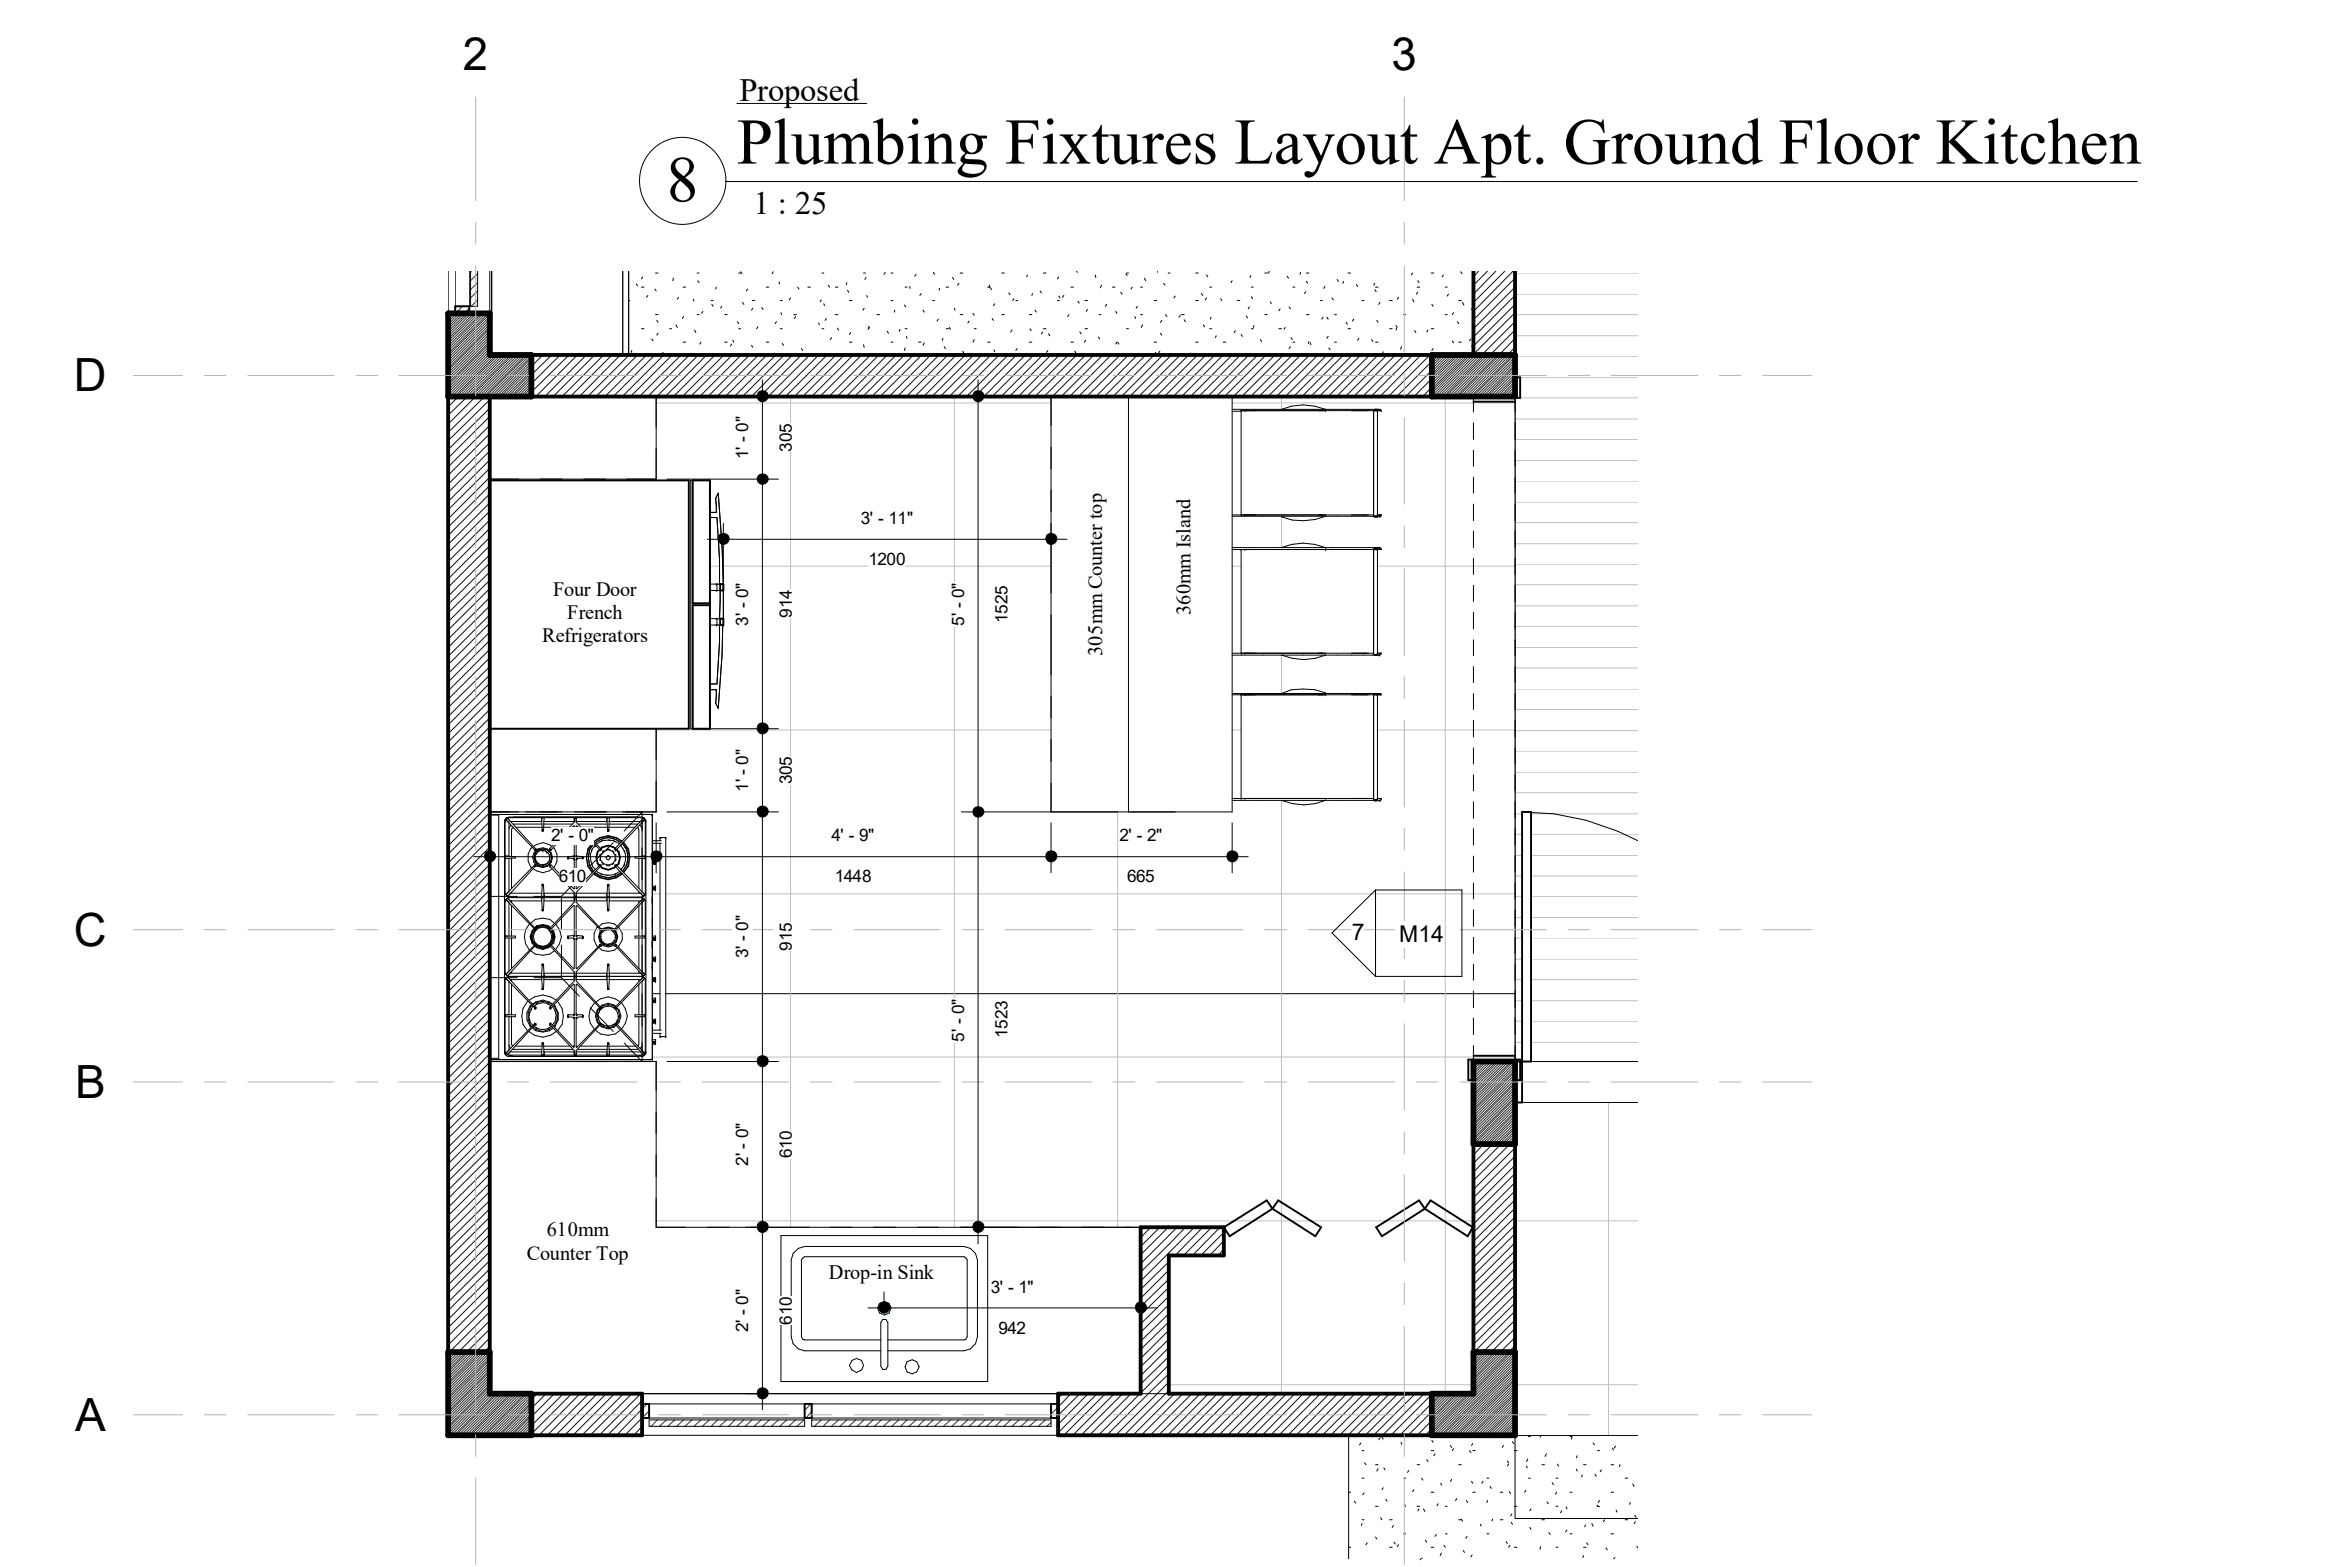 2
3
Proposed
Plumbing Fixtures Layout Apt. Ground Floor Kitchen
8
1 : 25
D
1' - 0"
305
3' - 11"
1200
305mm Counter top
360mm Island
Four Door
French
Refrigerators
3' - 0"
914
5' - 0"
1525
1' - 0"
305
2' - 0"
610
4' - 9"
1448
2' - 2"
665
C
3' - 0"
915
7
M14
5' - 0"
1523
B
2' - 0"
610
610mm
Counter Top
Drop-in Sink
3' - 1"
942
2' - 0"
610
A